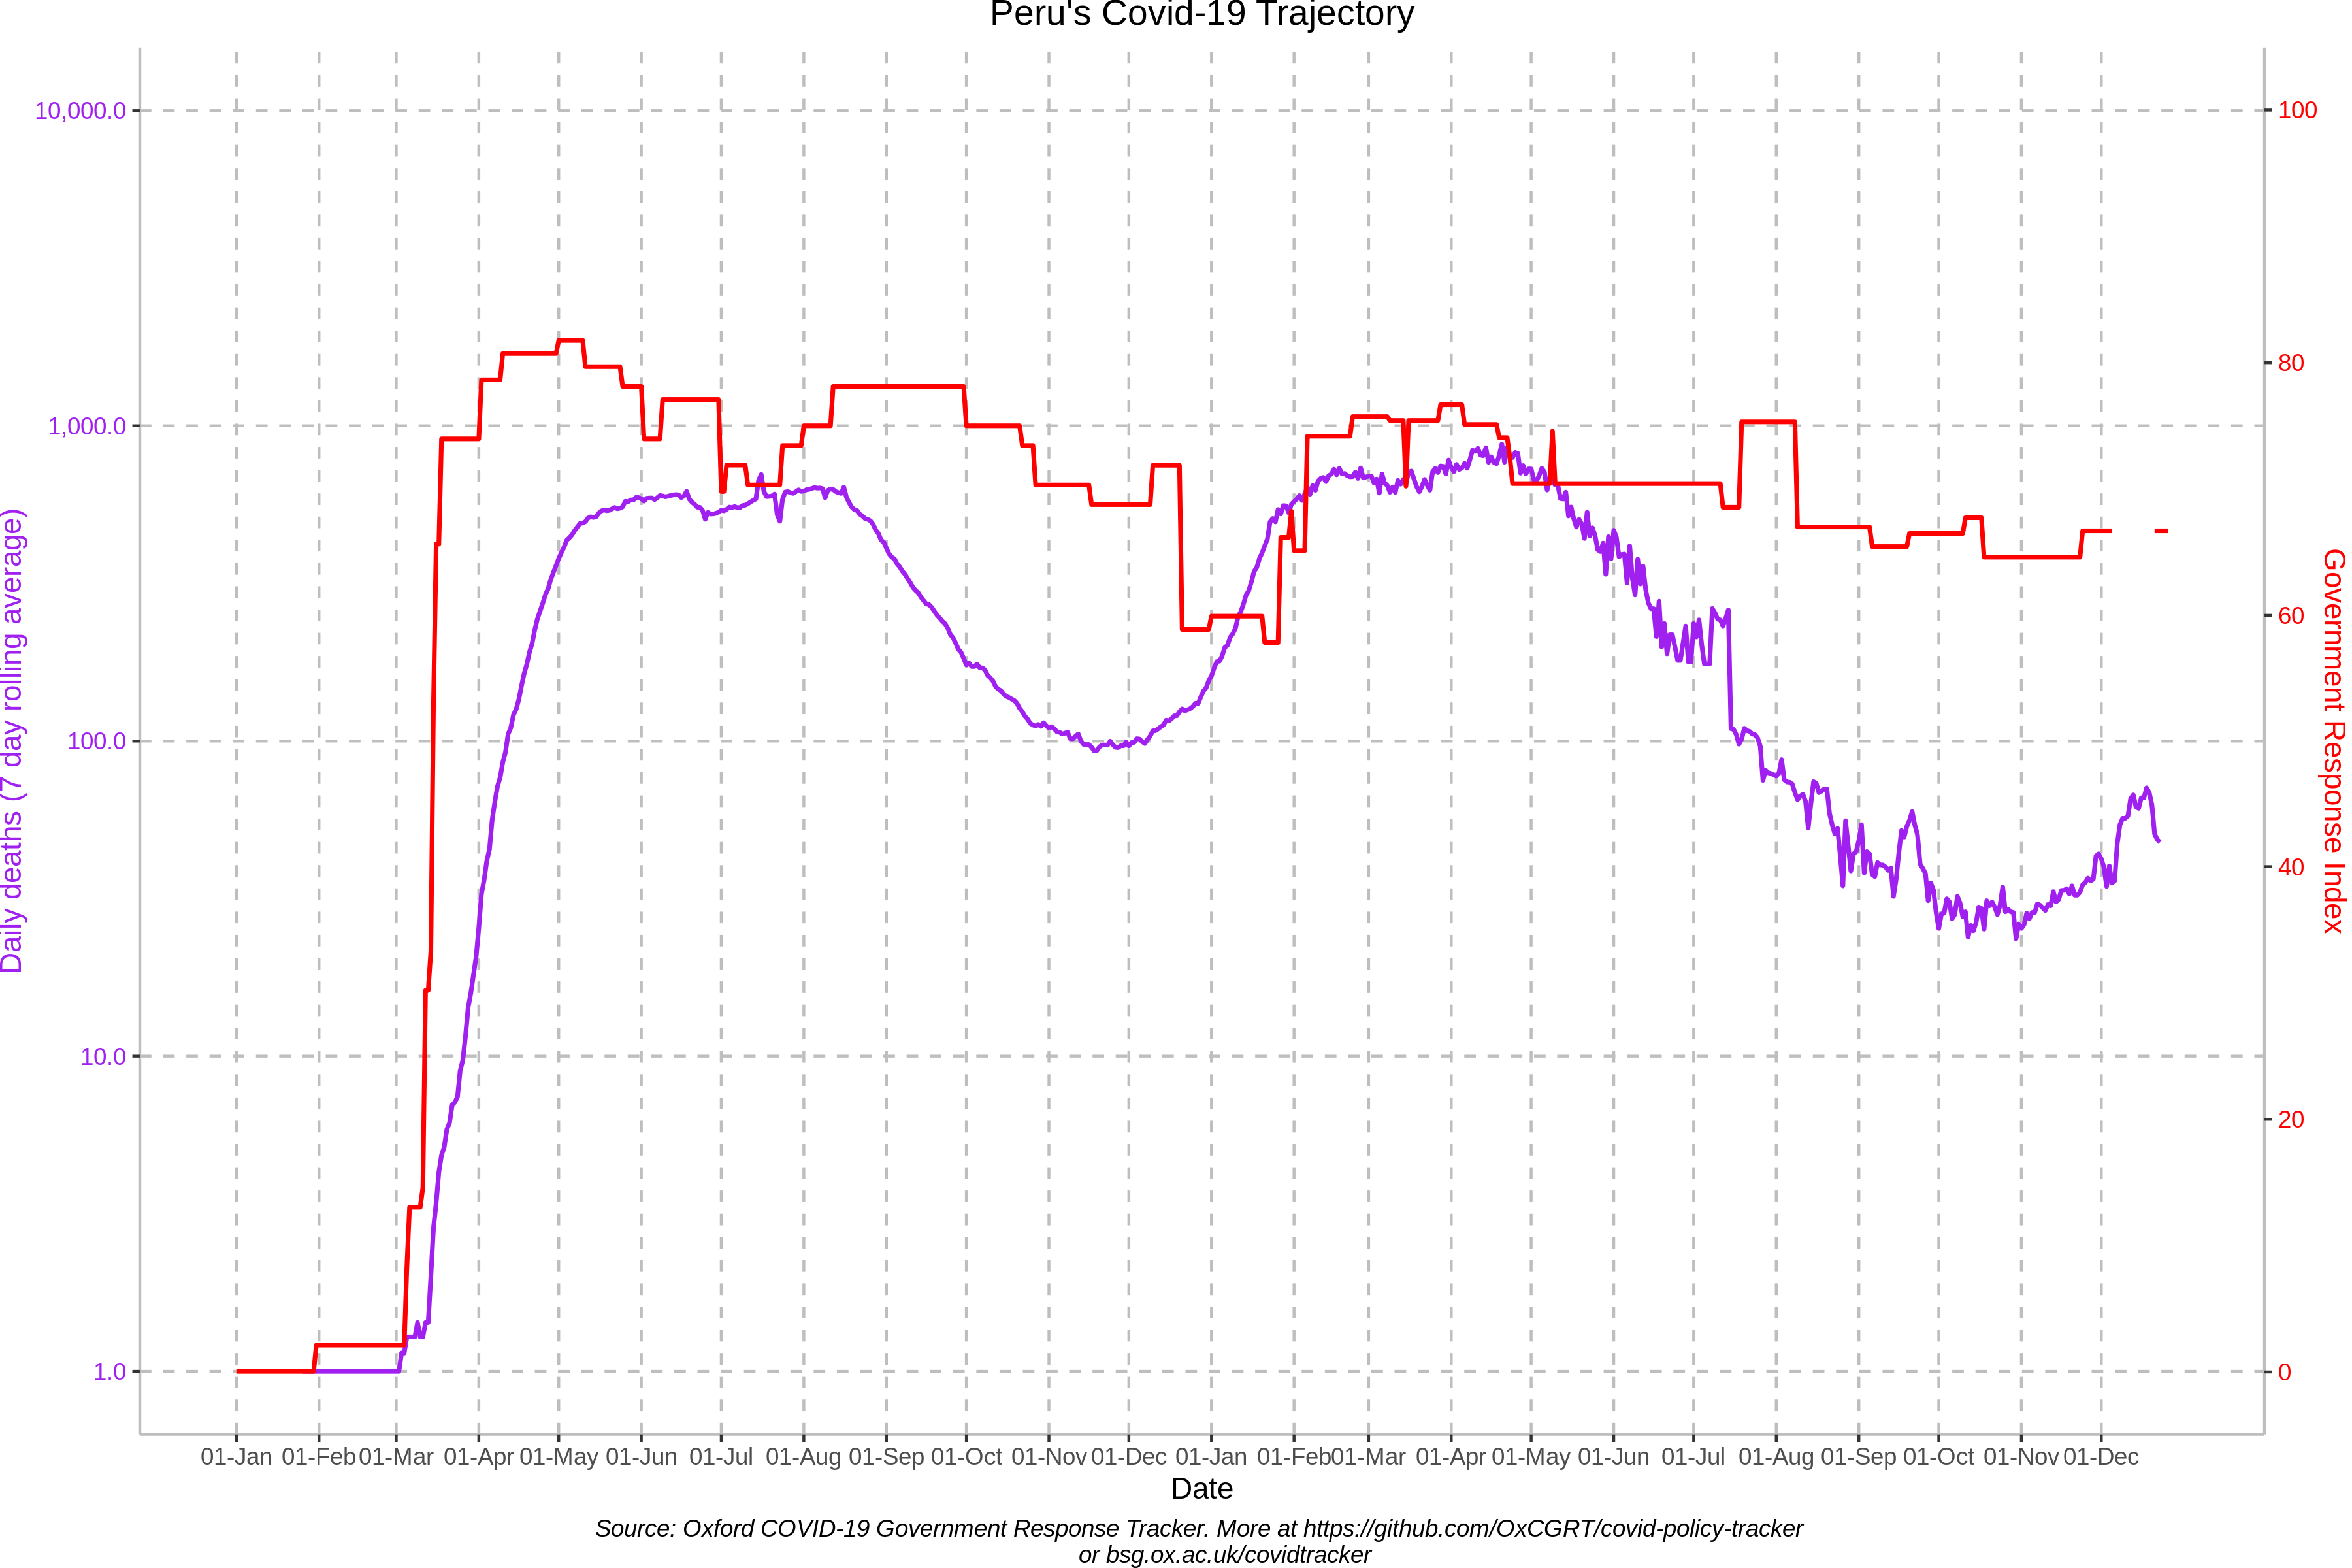 Peru's Covid-19 Trajectory
10,000.0
1,000.0
100.0
10.0
1.0
Daily deaths (7 day rolling average)
100
80
60
40
20
0
Government Response Index
01-Jan 01-Feb 01-Mar 01-Apr 01-May 01-Jun 01-Jul 01-Aug 01-Sep 01-Oct 01-Nov 01-Dec 01-Jan 01-Feb 01-Mar 01-Apr 01-May 01-Jun 01-Jul 01-Aug 01-Sep 01-Oct 01-Nov 01-Dec
Date
Source: Oxford COVID-19 Government Response Tracker. More at https://github.com/OxCGRT/covid-policy-tracker
or bsg.ox.ac.uk/covidtracker